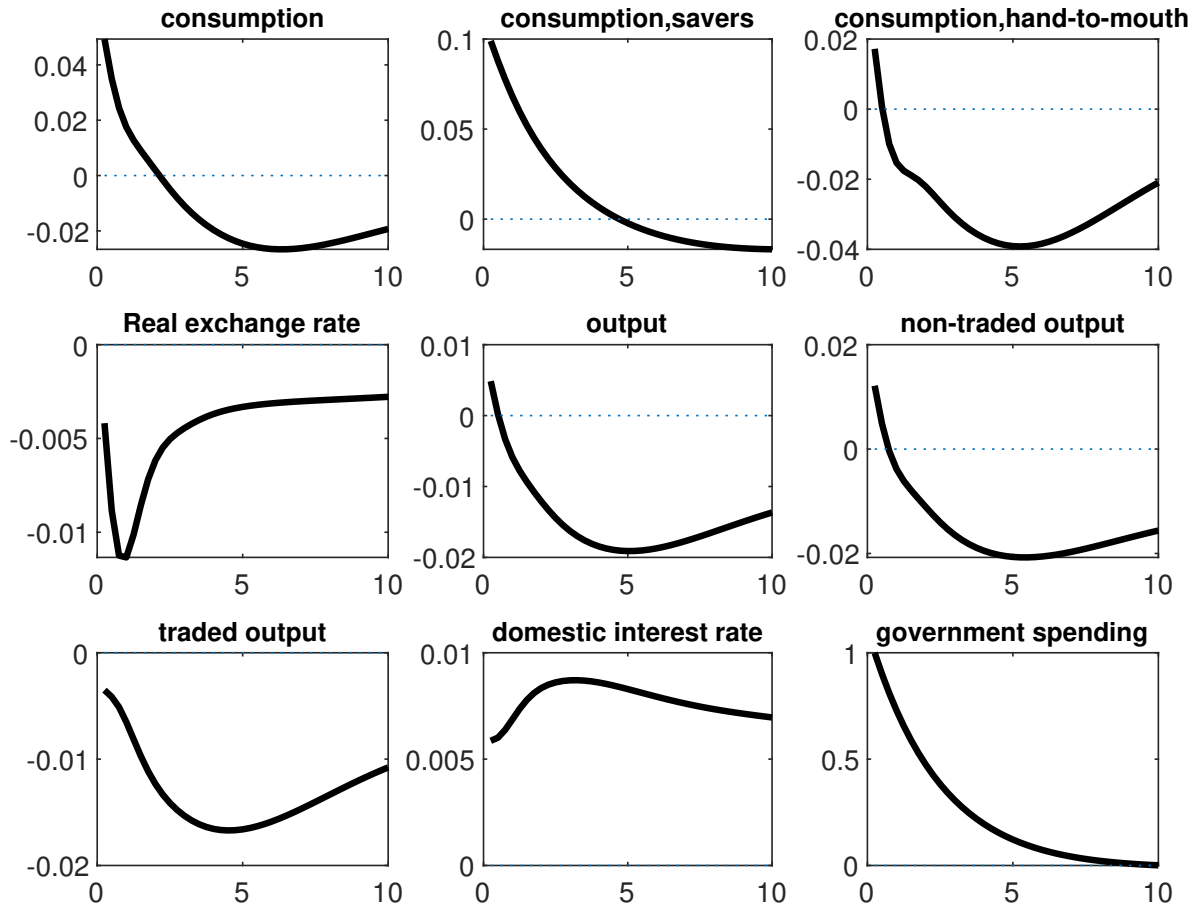 consumption
0.04
0.02
0
-0.02
0 5 10
consumption,savers
0.1
0.05
0
0 5 10
consumption,hand-to-mouth
0.02
0
-0.02
-0.04
0 5 10
Real exchange rate
0
-0.005
-0.01
0 5 10
output
0.01
0
-0.01
-0.02
0 5 10
non-traded output
0.02
0
-0.02
0 5 10
traded output
0
-0.01
-0.02
0 5 10
domestic interest rate
0.01
0.005
0
0 5 10
government spending
1
0.5
0
0 5 10